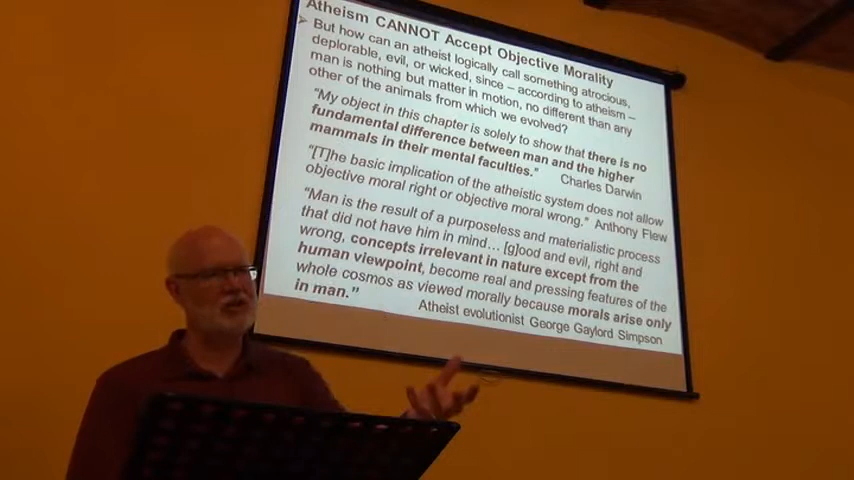 Atheism CANNOT Accept Objective Morality
➤ But how can an atheist logically call something atrocious,
deplorable, evil, or wicked, since – according to atheism –
man is nothing but matter in motion, no different than any
other of the animals from which we evolved?
"My object in this chapter is solely to show that there is no
fundamental difference between man and the higher
mammals in their mental faculties." Charles Darwin
"[T]he basic implication of the atheistic system does not allow
objective moral right or objective moral wrong." Anthony Flew
"Man is the result of a purposeless and materialistic process
that did not have him in mind… [g]ood and evil, right and
wrong, concepts irrelevant in nature except from the
human viewpoint, become real and pressing features of the
whole cosmos as viewed morally because morals arise only
in man."
Atheist evolutionist George Gaylord Simpson